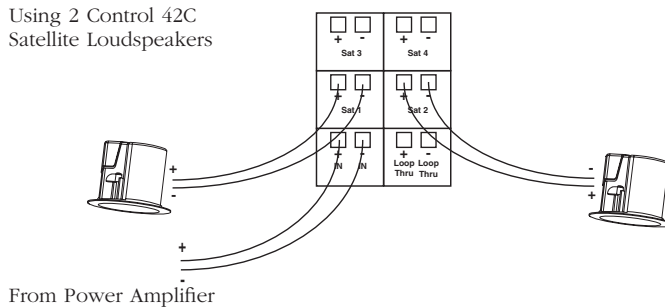 Using 2 Control 42C
Satellite Loudspeakers
+ - + -
Sat 3 Sat 4
+ - + -
Sat 1 Sat 2
+ - + -
IN IN Loop Loop
Thru Thru
+
-
-
+
+
-
From Power Amplifier